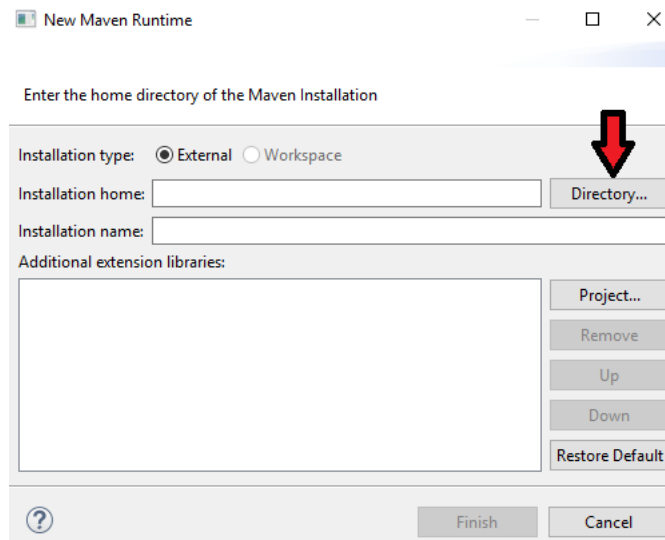 New Maven Runtime
Enter the home directory of the Maven Installation
Installation type: External Workspace
Installation home: Directory...
Installation name:
Additional extension libraries:
Project...
Remove
Up
Down
Restore Default
? Finish Cancel